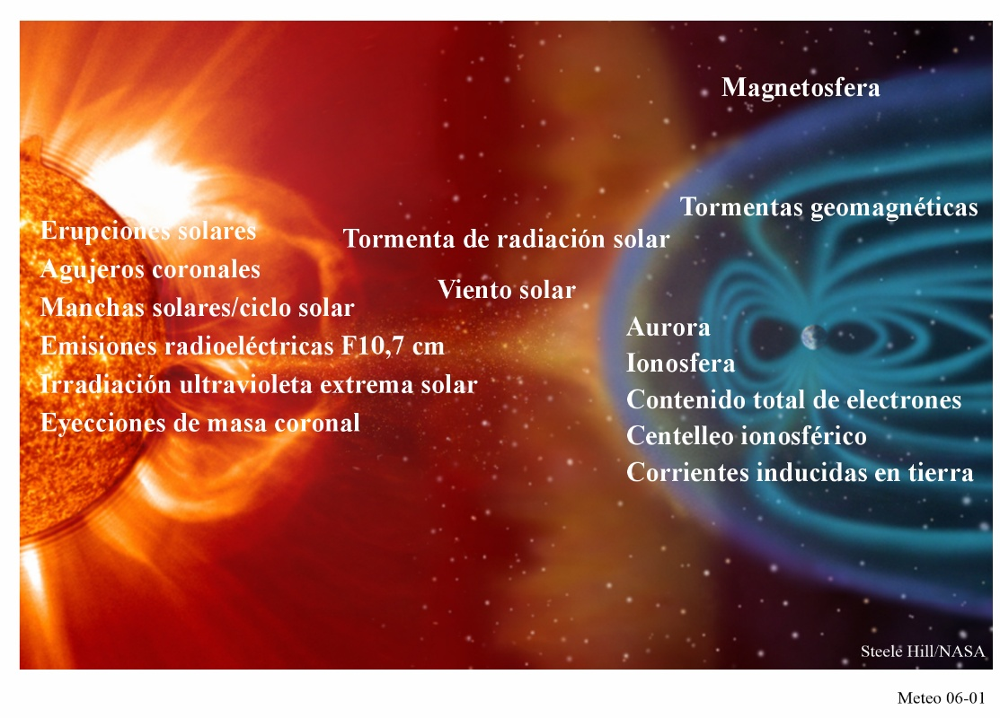 Magnetosfera
Tormentas geomagnéticas
Erupciones solares
Tormenta de radiación solar
Agujeros coronales
Viento solar
Manchas solares/ciclo solar
Aurora
Emisiones radioeléctricas F10,7 cm
Ionosfera
Irradiación ultravioleta extrema solar
Contenido total de electrones
Eyecciones de masa coronal
Centelleo ionosférico
Corrientes inducidas en tierra
Steele Hill/NASA
Meteo 06-01